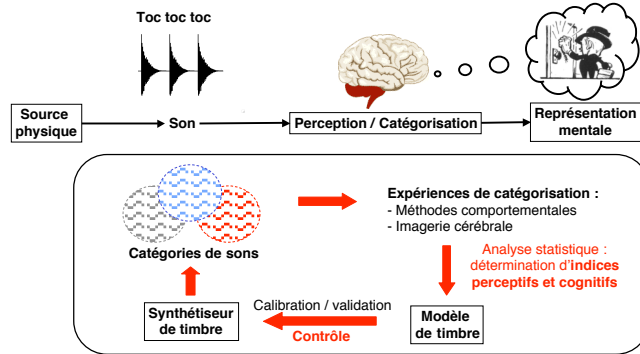 Toc toc toc
Source
physique
Son
Perception / Catégorisation
Représentation
mentale
Catégories de sons
Expériences de catégorisation :
- Méthodes comportementales
- Imagerie cérébrale
Analyse statistique :
détermination d'indices
perceptifs et cognitifs
Synthétiseur
de timbre
Calibration / validation
Contrôle
Modèle
de timbre